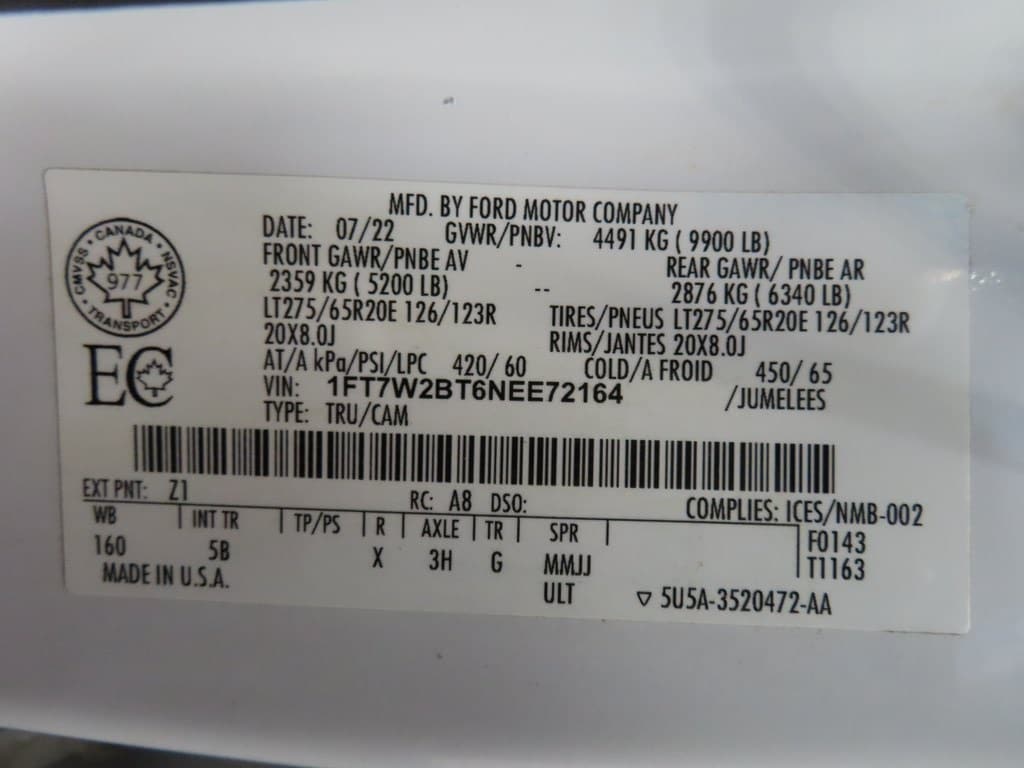 MFD. BY FORD MOTOR COMPANY
DATE: 07/22 GVWR/PNBV: 4491 KG ( 9900 LB)
FRONT GAWR/PNBE AV - REAR GAWR/ PNBE AR
2359 KG ( 5200 LB) -- 2876 KG ( 6340 LB)
LT275/65R20E 126/123R TIRES/PNEUS LT275/65R20E 126/123R
20X8.0J RIMS/JANTES 20X8.0J
AT/A kPa/PSI/LPC 420/ 60 COLD/A FROID 450/ 65
VIN: 1FT7W2BT6NEE72164 /JUMELEES
TYPE: TRU/CAM
CANADA
CMVSS 977 NSVAC
TRANSPORT
EC
EXT PNT: Z1 RC: A8 DSO: COMPLIES: ICES/NMB-002
WB INT TR TP/PS R AXLE TR SPR F0143
160 5B X 3H G MMJJ T1163
MADE IN U.S.A. ULT ▽ 5U5A-3520472-AA